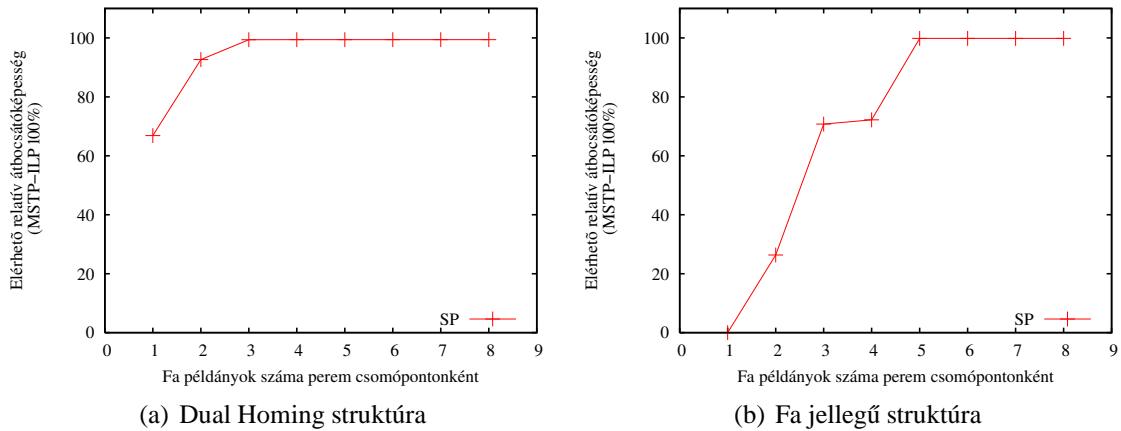 Elérhető relatív átbocsátóképesség
(MSTP−ILP 100%)
100
80
60
40
20
0
0 1 2 3 4 5 6 7 8 9
SP
Fa példányok száma perem csomópontonként
(a) Dual Homing struktúra
Elérhető relatív átbocsátóképesség
(MSTP−ILP 100%)
100
80
60
40
20
0
0 1 2 3 4 5 6 7 8 9
SP
Fa példányok száma perem csomópontonként
(b) Fa jellegű struktúra